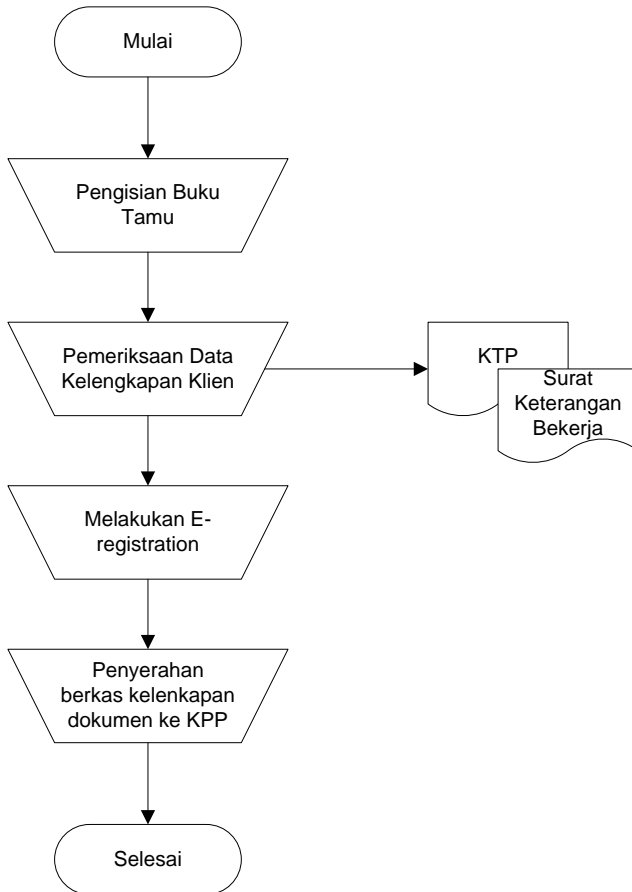 Mulai
Pengisian Buku
Tamu
Pemeriksaan Data
Kelengkapan Klien
KTP
Surat
Keterangan
Bekerja
Melakukan E-
registration
Penyerahan
berkas kelenkapan
dokumen ke KPP
Selesai